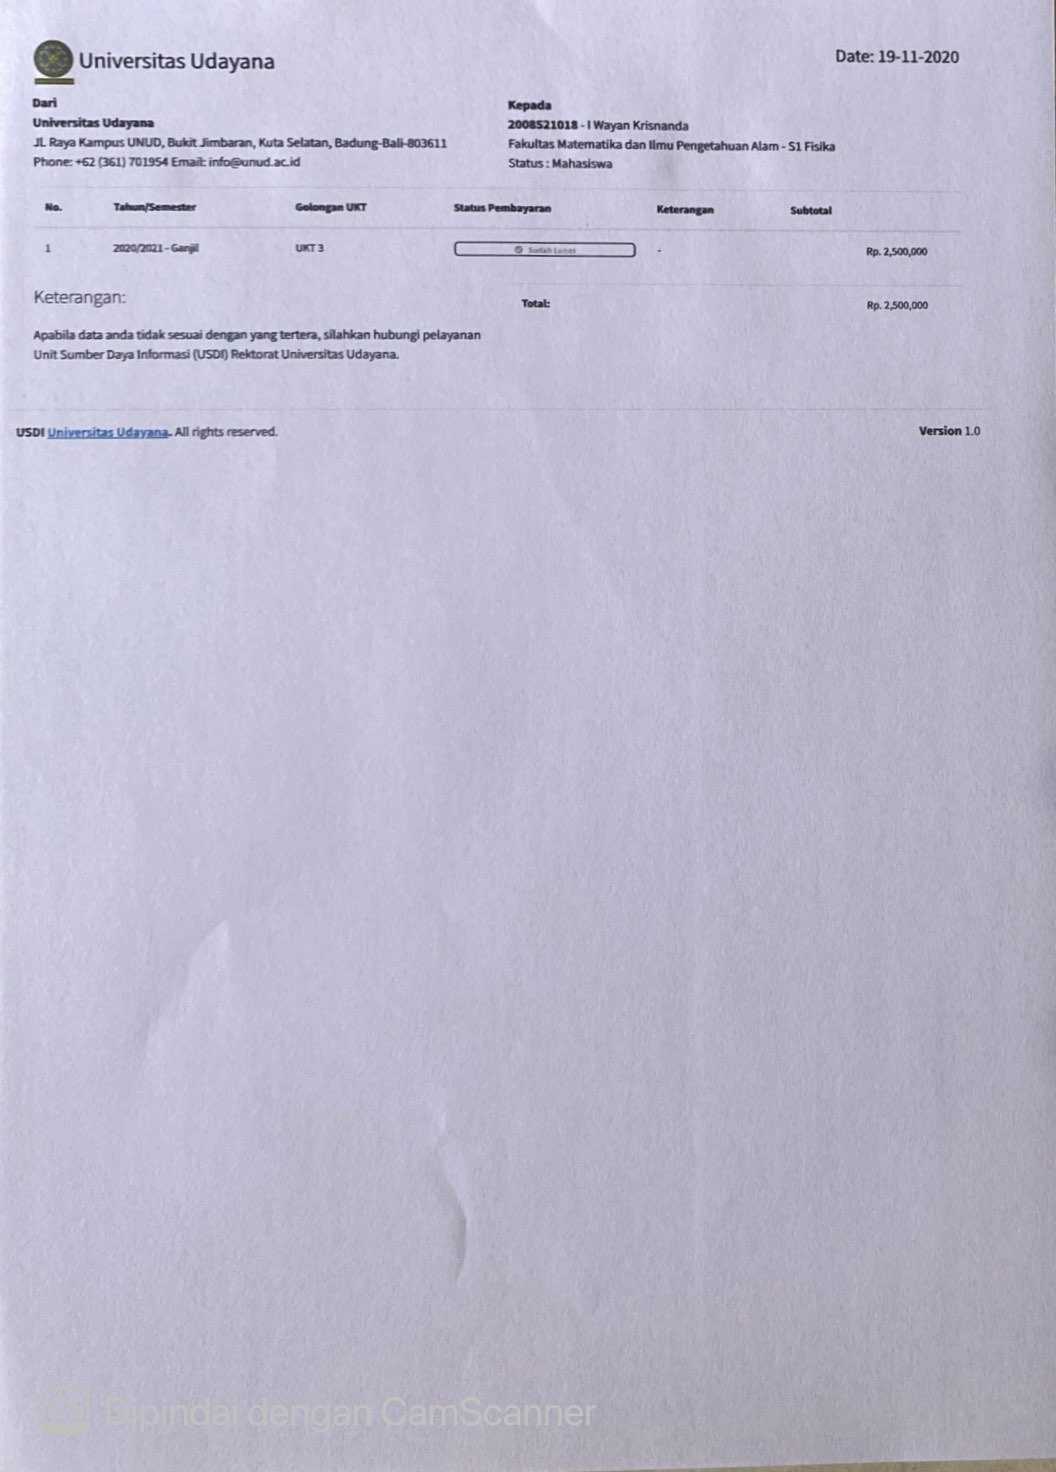 Universitas Udayana
Date: 19-11-2020
Dari
Universitas Udayana
Jl. Raya Kampus UNUD, Bukit Jimbaran, Kuta Selatan, Badung-Bali-803611
Phone: +62 (361) 701954 Email: info@unud.ac.id
Kepada
2008521018 - I Wayan Krisnanda
Fakultas Matematika dan Ilmu Pengetahuan Alam - S1 Fisika
Status : Mahasiswa
No. Tahun/Semester Golongan UKT Status Pembayaran Keterangan Subtotal
1 2020/2021 - Ganjil UKT 3 Sudah Lunas - Rp. 2,500,000
Keterangan:
Total: Rp. 2,500,000
Apabila data anda tidak sesuai dengan yang tertera, silahkan hubungi pelayanan
Unit Sumber Daya Informasi (USDI) Rektorat Universitas Udayana.
USDI Universitas Udayana. All rights reserved.
Version 1.0
CS Dipindai dengan CamScanner